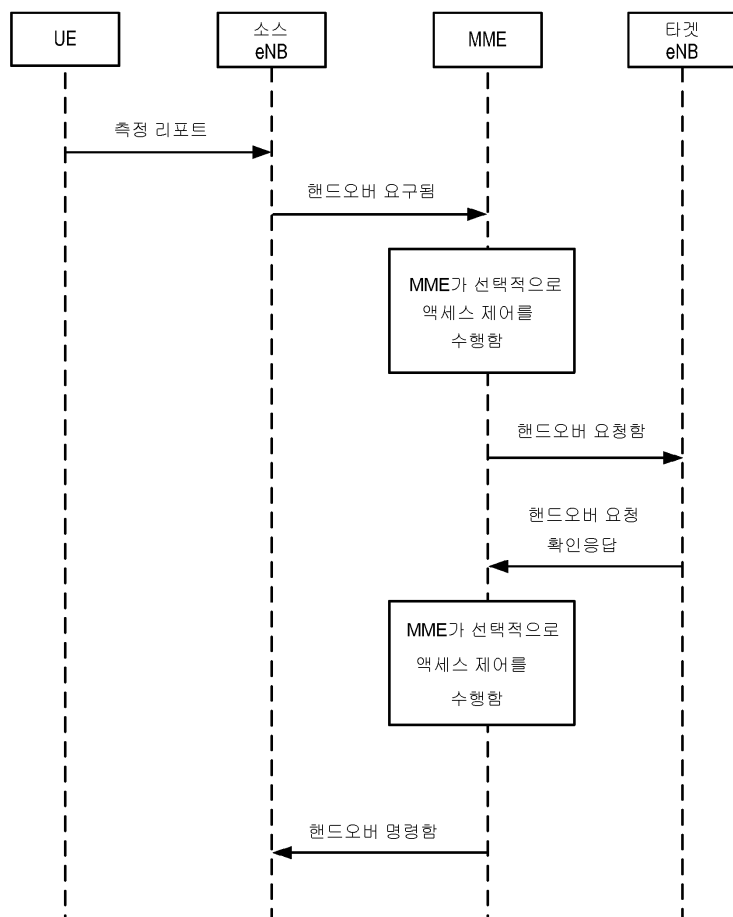 UE
소스
eNB
MME
타겟
eNB
측정 리포트
핸드오버 요구됨
MME가 선택적으로
액세스 제어를
수행함
핸드오버 요청함
핸드오버 요청
확인응답
MME가 선택적으로
액세스 제어를
수행함
핸드오버 명령함